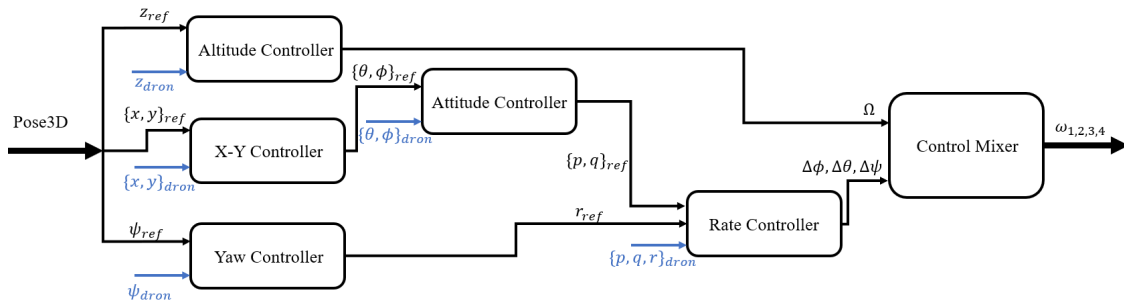 Pose3D
z_ref
z_dron
Altitude Controller
{x, y}_ref
{x, y}_dron
X-Y Controller
ψ_ref
ψ_dron
Yaw Controller
{θ, ϕ}_ref
{θ, ϕ}_dron
Attitude Controller
{p, q}_ref
r_ref
{p, q, r}_dron
Rate Controller
Ω
Δϕ, Δθ, Δψ
Control Mixer
ω_1,2,3,4